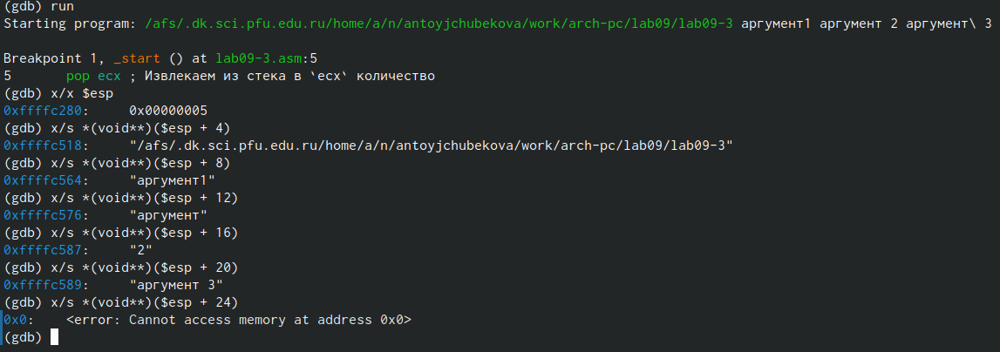 (gdb) run
Starting program: /afs/.dk.sci.pfu.edu.ru/home/a/n/antoyjchubekova/work/arch-pc/lab09/lab09-3 аргумент1 аргумент 2 аргумент\ 3
Breakpoint 1, _start () at lab09-3.asm:5
5 pop ecx ; Извлекаем из стека в `ecx` количество
(gdb) x/x $esp
0xffffc280: 0x00000005
(gdb) x/s *(void**)($esp + 4)
0xffffc518: "/afs/.dk.sci.pfu.edu.ru/home/a/n/antoyjchubekova/work/arch-pc/lab09/lab09-3"
(gdb) x/s *(void**)($esp + 8)
0xffffc564: "аргумент1"
(gdb) x/s *(void**)($esp + 12)
0xffffc576: "аргумент"
(gdb) x/s *(void**)($esp + 16)
0xffffc587: "2"
(gdb) x/s *(void**)($esp + 20)
0xffffc589: "аргумент 3"
(gdb) x/s *(void**)($esp + 24)
0x0: <error: Cannot access memory at address 0x0>
(gdb)